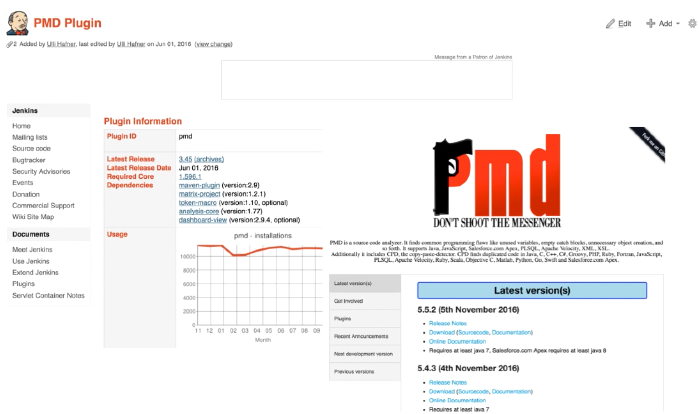 PMD Plugin
Edit
Add
2 Added by Ulli Hafner, last edited by Ulli Hafner on Jun 01, 2016 (view change)
Message from a Patron of Jenkins
Jenkins
Home
Mailing lists
Source code
Bugtracker
Security Advisories
Events
Donation
Commercial Support
Wiki Site Map
Documents
Meet Jenkins
Use Jenkins
Extend Jenkins
Plugins
Servlet Container Notes
Plugin Information
Plugin ID pmd
Latest Release 3.45 (archives)
Latest Release Date Jun 01, 2016
Required Core 1.596.1
Dependencies maven-plugin (version:2.9)
matrix-project (version:1.2.1)
token-macro (version:1.10, optional)
analysis-core (version:1.77)
dashboard-view (version:2.9.4, optional)
Usage
pmd - installations
10000
8000
6000
4000
2000
0
11 12 01 02 03 04 05 06 07 08 09
Month
Fork me on
pmd
DON'T SHOOT THE MESSENGER
PMD is a source code analyzer. It finds common programming flaws like unused variables, empty catch blocks, unnecessary object creation, and
so forth. It supports Java, JavaScript, Salesforce.com Apex, PLSQL, Apache Velocity, XML, XSL.
Additionally it includes CPD, the copy-paste-detector. CPD finds duplicated code in Java, C, C++, C#, Groovy, PHP, Ruby, Fortran, JavaScript,
PLSQL, Apache Velocity, Ruby, Scala, Objective C, Matlab, Python, Go, Swift and Salesforce.com Apex.
Latest version(s)
Get Involved
Plugins
Recent Announcements
Next development version
Previous versions
Latest version(s)
5.5.2 (5th November 2016)
Release Notes
Download (Sourcecode, Documentation)
Online Documentation
Requires at least java 7, Salesforce.com Apex requires at least java 8
5.4.3 (4th November 2016)
Release Notes
Download (Sourcecode, Documentation)
Online Documentation
Requires at least java 7